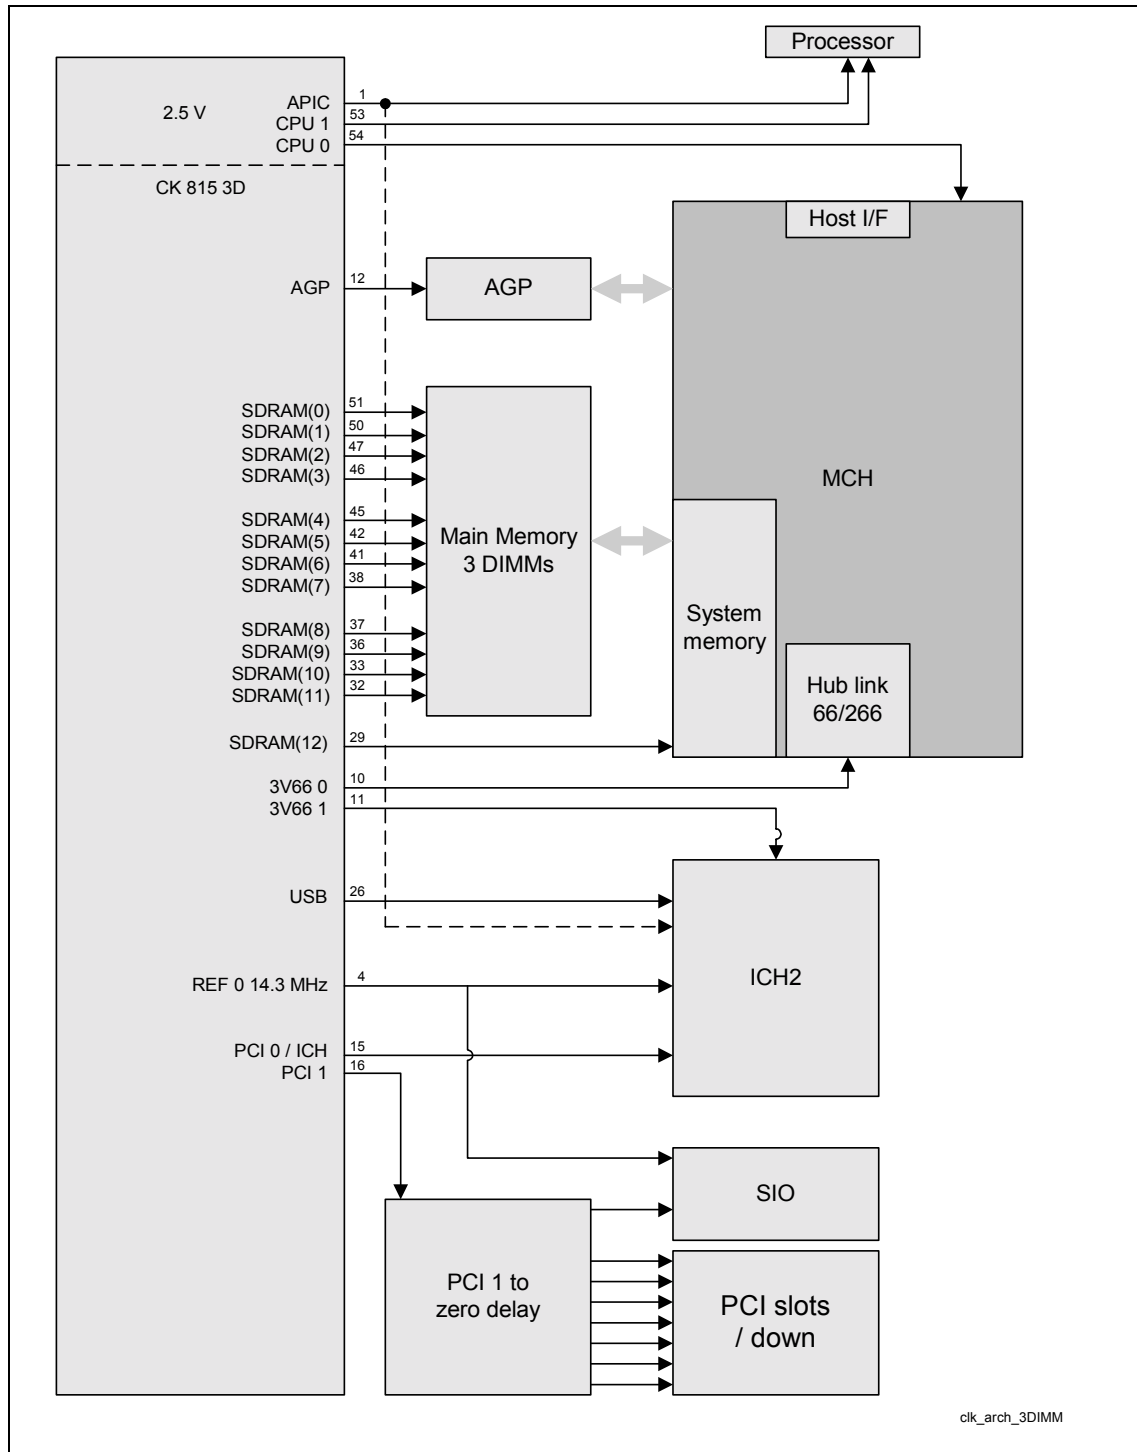 Processor
2.5 V
APIC 1
CPU 1 53
CPU 0 54
CK 815 3D
Host I/F
AGP 12
AGP
SDRAM(0) 51
SDRAM(1) 50
SDRAM(2) 47
SDRAM(3) 46
SDRAM(4) 45
SDRAM(5) 42
SDRAM(6) 41
SDRAM(7) 38
SDRAM(8) 37
SDRAM(9) 36
SDRAM(10) 33
SDRAM(11) 32
Main Memory
3 DIMMs
MCH
System
memory
Hub link
66/266
SDRAM(12) 29
3V66 0 10
3V66 1 11
USB 26
ICH2
REF 0 14.3 MHz 4
PCI 0 / ICH 15
PCI 1 16
SIO
PCI 1 to
zero delay
PCI slots
/ down
clk_arch_3DIMM